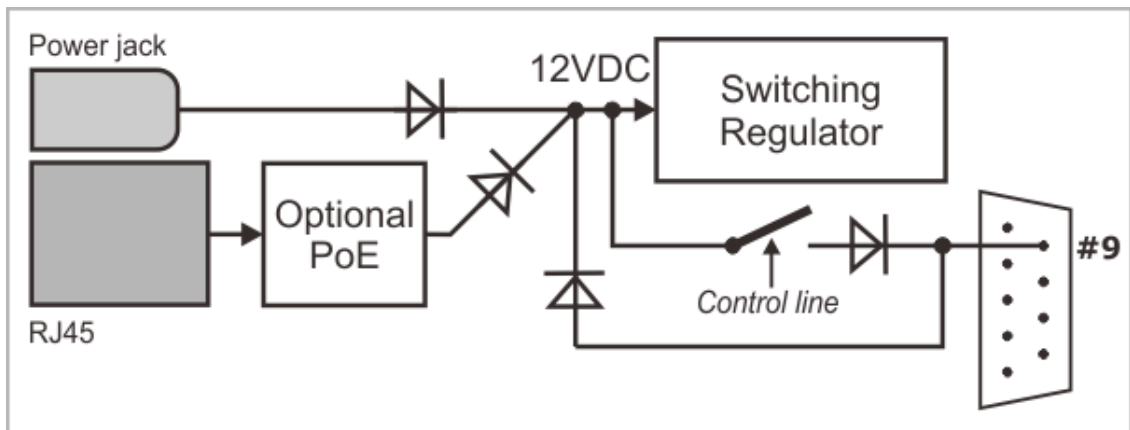 Power jack
12VDC
Switching
Regulator
Optional
PoE
#9
Control line
RJ45